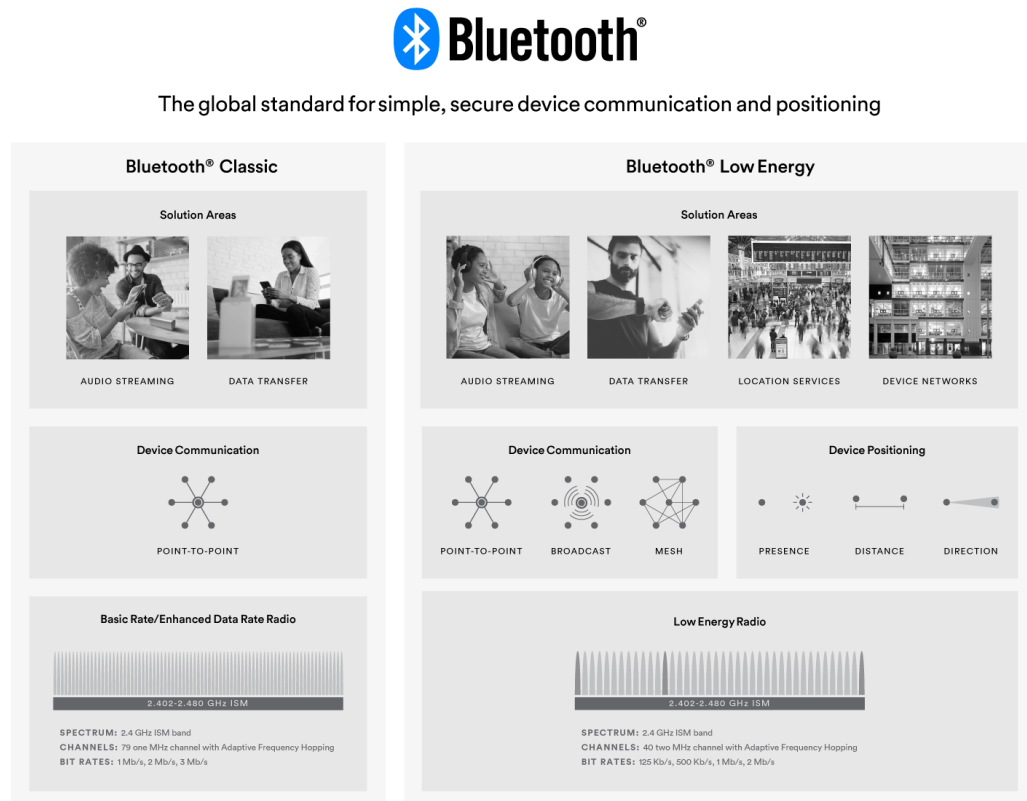 Bluetooth®
The global standard for simple, secure device communication and positioning
Bluetooth® Classic
Solution Areas
AUDIO STREAMING
DATA TRANSFER
Device Communication
POINT-TO-POINT
Basic Rate/Enhanced Data Rate Radio
2.402-2.480 GHz ISM
SPECTRUM: 2.4 GHz ISM band
CHANNELS: 79 one MHz channel with Adaptive Frequency Hopping
BIT RATES: 1 Mb/s, 2 Mb/s, 3 Mb/s
Bluetooth® Low Energy
Solution Areas
AUDIO STREAMING
DATA TRANSFER
LOCATION SERVICES
DEVICE NETWORKS
Device Communication
POINT-TO-POINT
BROADCAST
MESH
Device Positioning
PRESENCE
DISTANCE
DIRECTION
Low Energy Radio
2.402-2.480 GHz ISM
SPECTRUM: 2.4 GHz ISM band
CHANNELS: 40 two MHz channel with Adaptive Frequency Hopping
BIT RATES: 125 Kb/s, 500 Kb/s, 1 Mb/s, 2 Mb/s